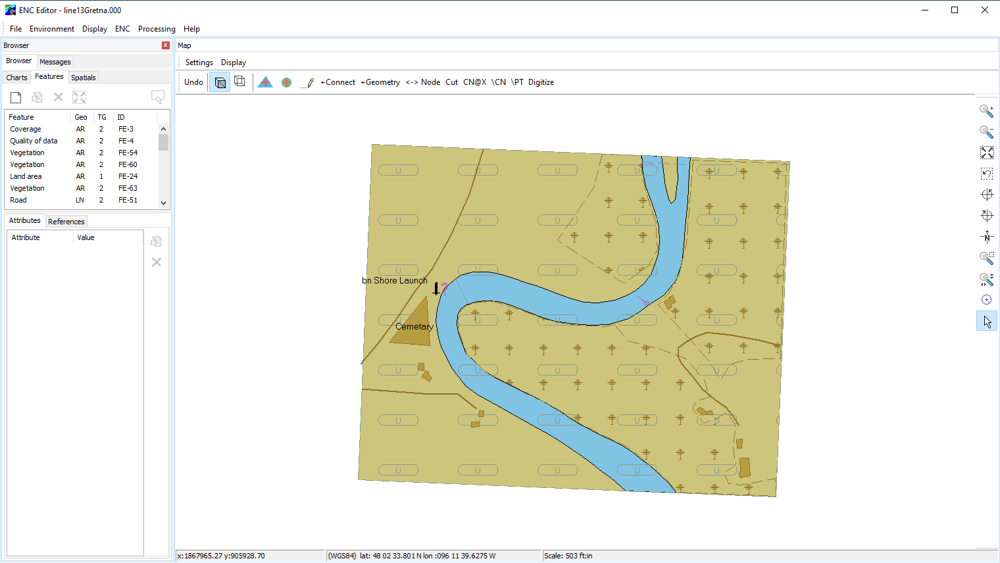 ENC Editor - line13Gretna.000
File Environment Display ENC Processing Help
Browser
Map
Browser Messages
Settings Display
Charts Features Spatials
Undo +Connect +Geometry <-> Node Cut CN@X \CN \PT Digitize
Feature Geo TG ID
Coverage AR 2 FE-3
Quality of data AR 2 FE-4
Vegetation AR 2 FE-54
Vegetation AR 2 FE-60
Land area AR 1 FE-24
Vegetation AR 2 FE-63
Road LN 2 FE-51
Attributes References
Attribute Value
U U U U U
U U U U
U U U U U
bn Shore Launch
?
U U U U
Cemetary
U U U U
U U U U U
U U U U U
N
x:1867965.27 y:905928.70
(WGS84) lat: 48 02 33.801 N lon :096 11 39.6275 W
Scale: 503 ft:in